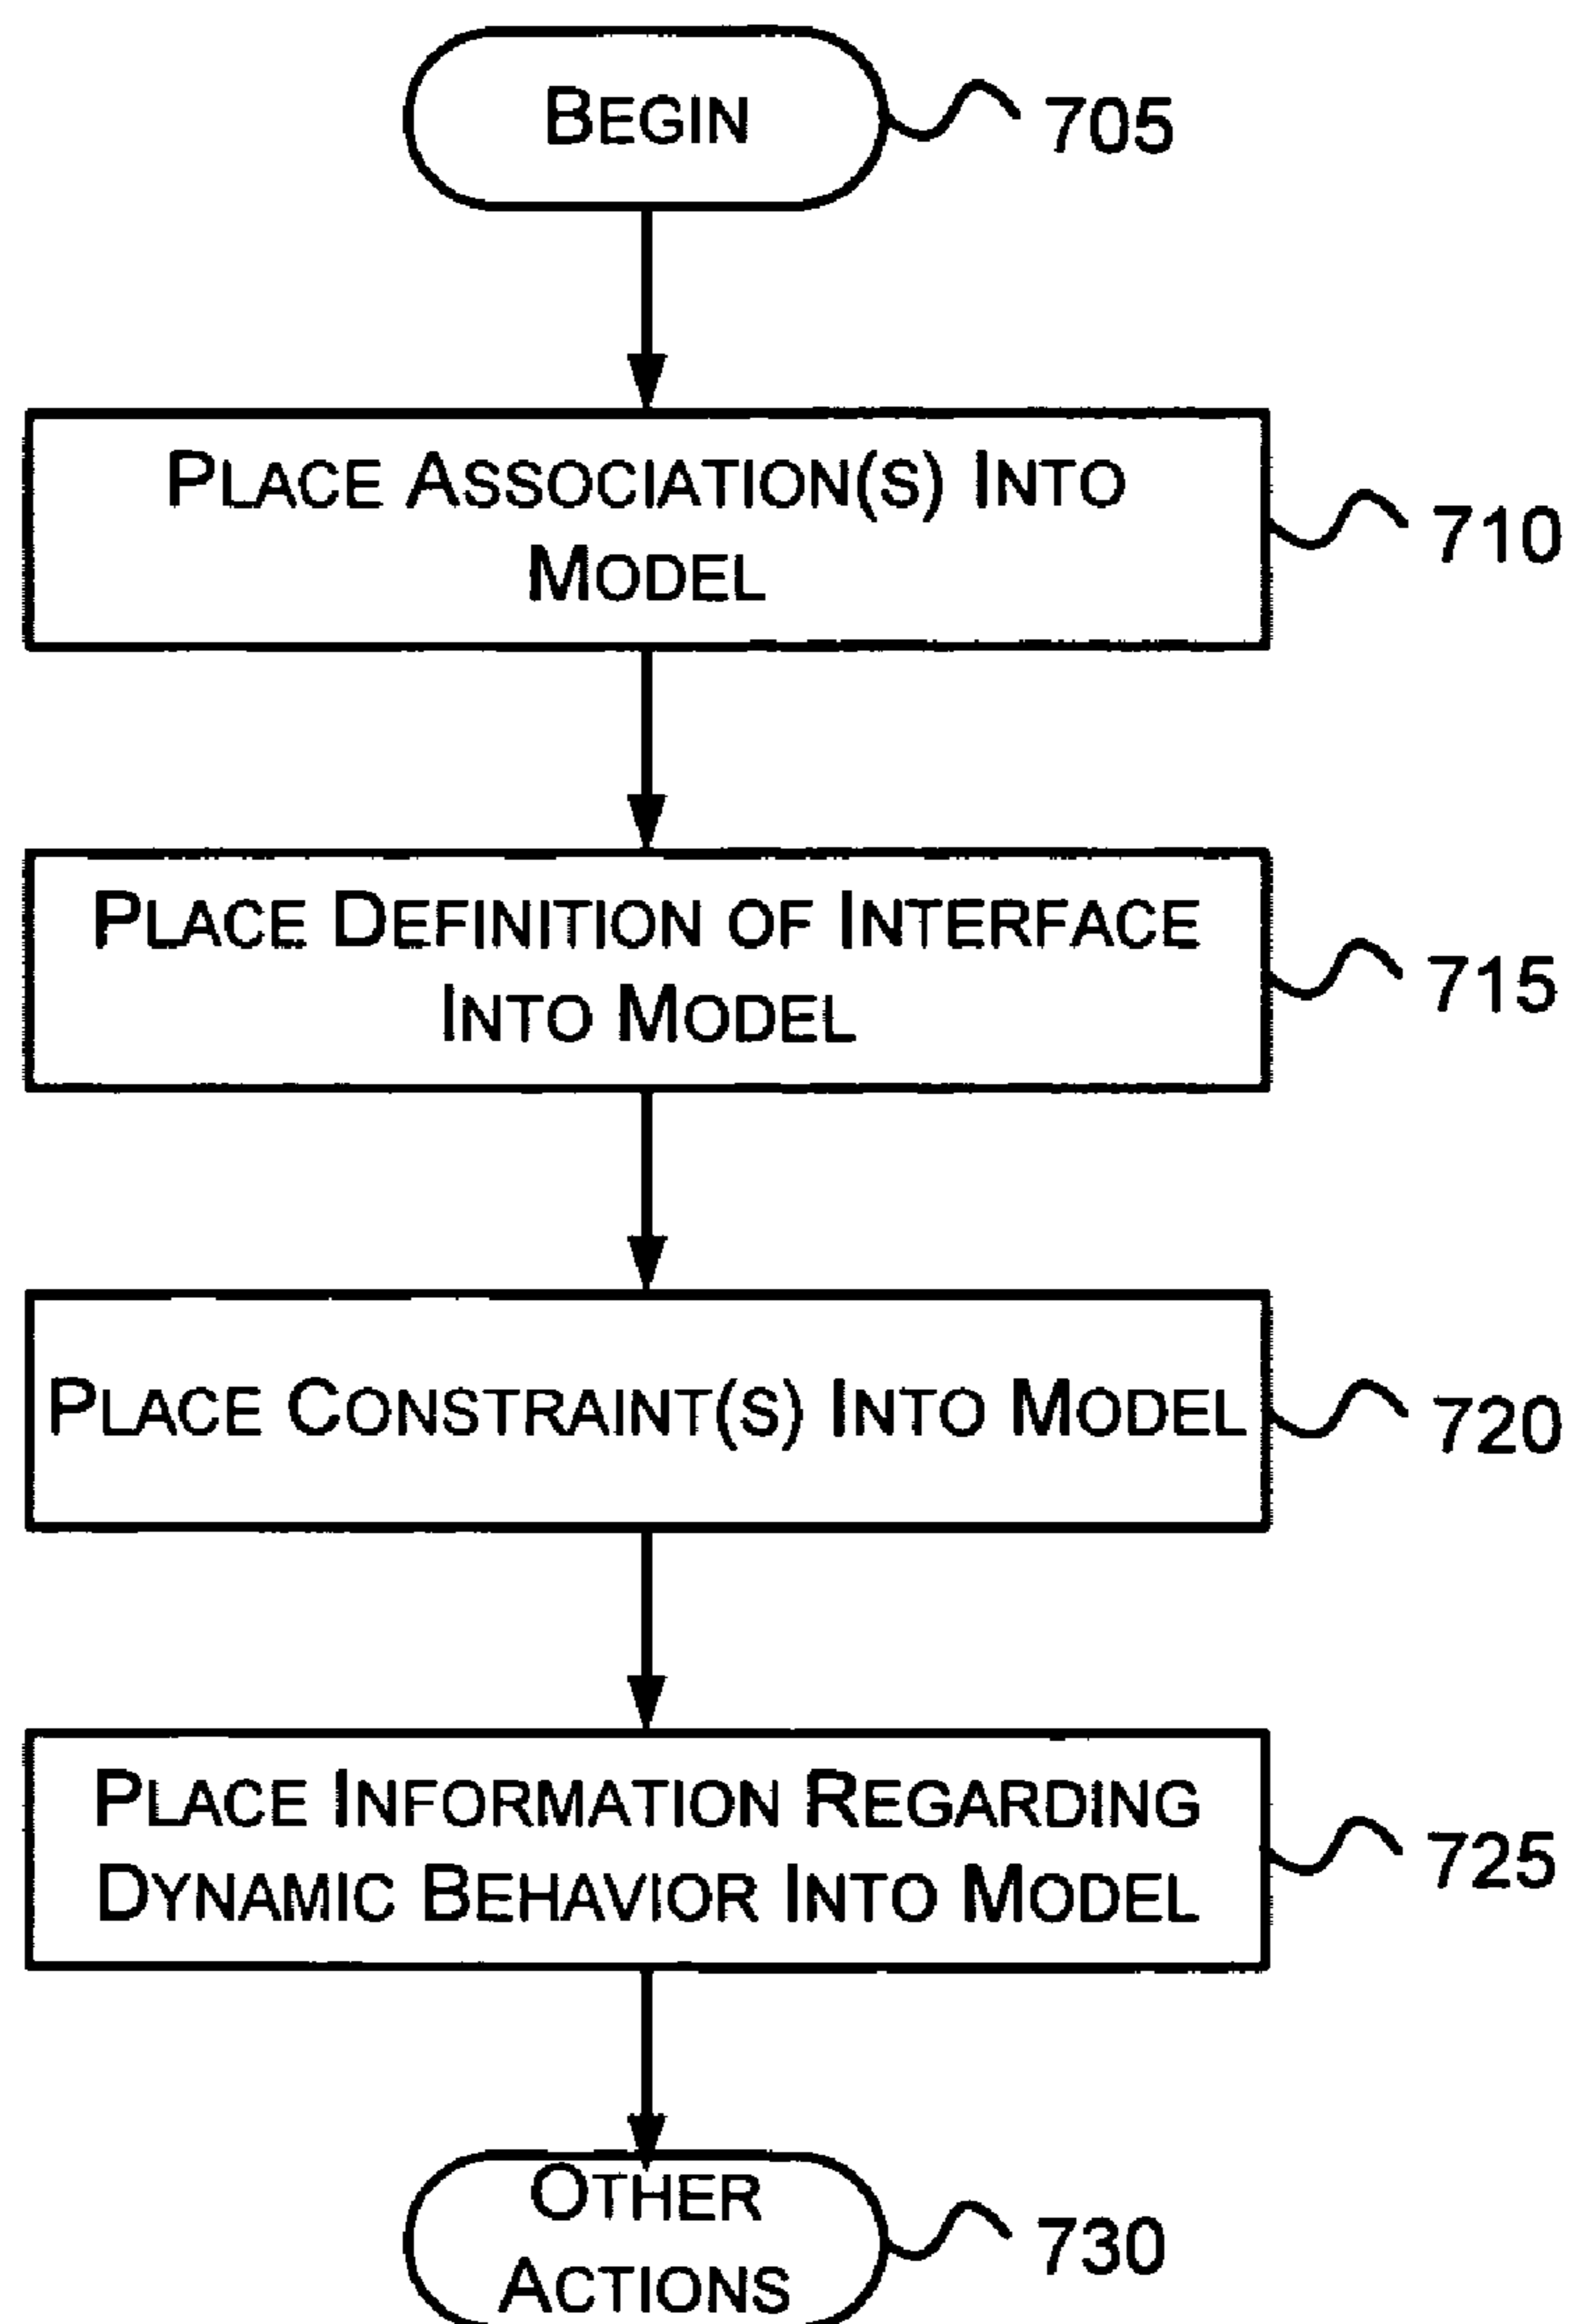 BEGIN
705
PLACE ASSOCIATION(S) INTO
MODEL
710
PLACE DEFINITION OF INTERFACE
INTO MODEL
715
PLACE CONSTRAINT(S) INTO MODEL
720
PLACE INFORMATION REGARDING
DYNAMIC BEHAVIOR INTO MODEL
725
OTHER
ACTIONS
730